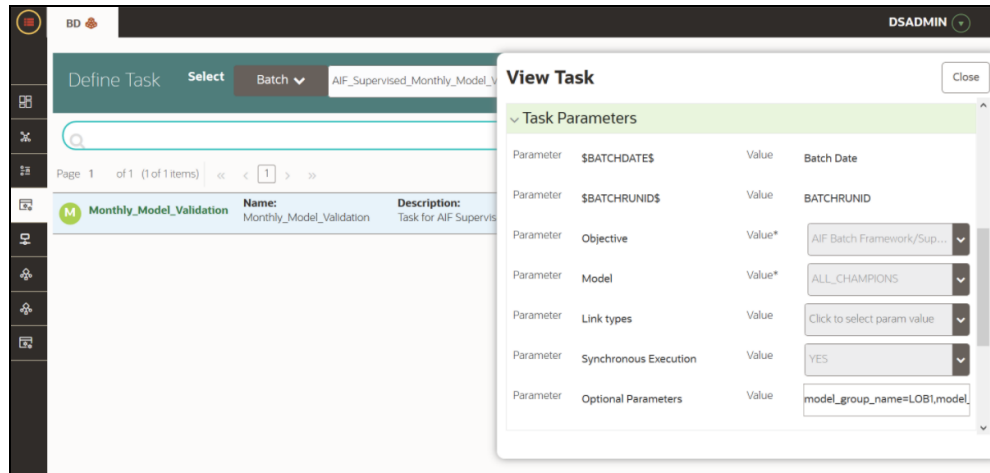 BD
DSADMIN
Define Task Select Batch AIF_Supervised_Monthly_Model_V
Page 1 of 1 (1 of 1 items) « < 1 > »
M Monthly_Model_Validation
Name:
Monthly_Model_Validation
Description:
Task for AIF Supervis
View Task
Close
Task Parameters
Parameter $BATCHDATE$ Value Batch Date
Parameter $BATCHRUNID$ Value BATCHRUNID
Parameter Objective Value* AIF Batch Framework/Sup...
Parameter Model Value* ALL_CHAMPIONS
Parameter Link types Value Click to select param value
Parameter Synchronous Execution Value YES
Parameter Optional Parameters Value model_group_name=LOB1,model_